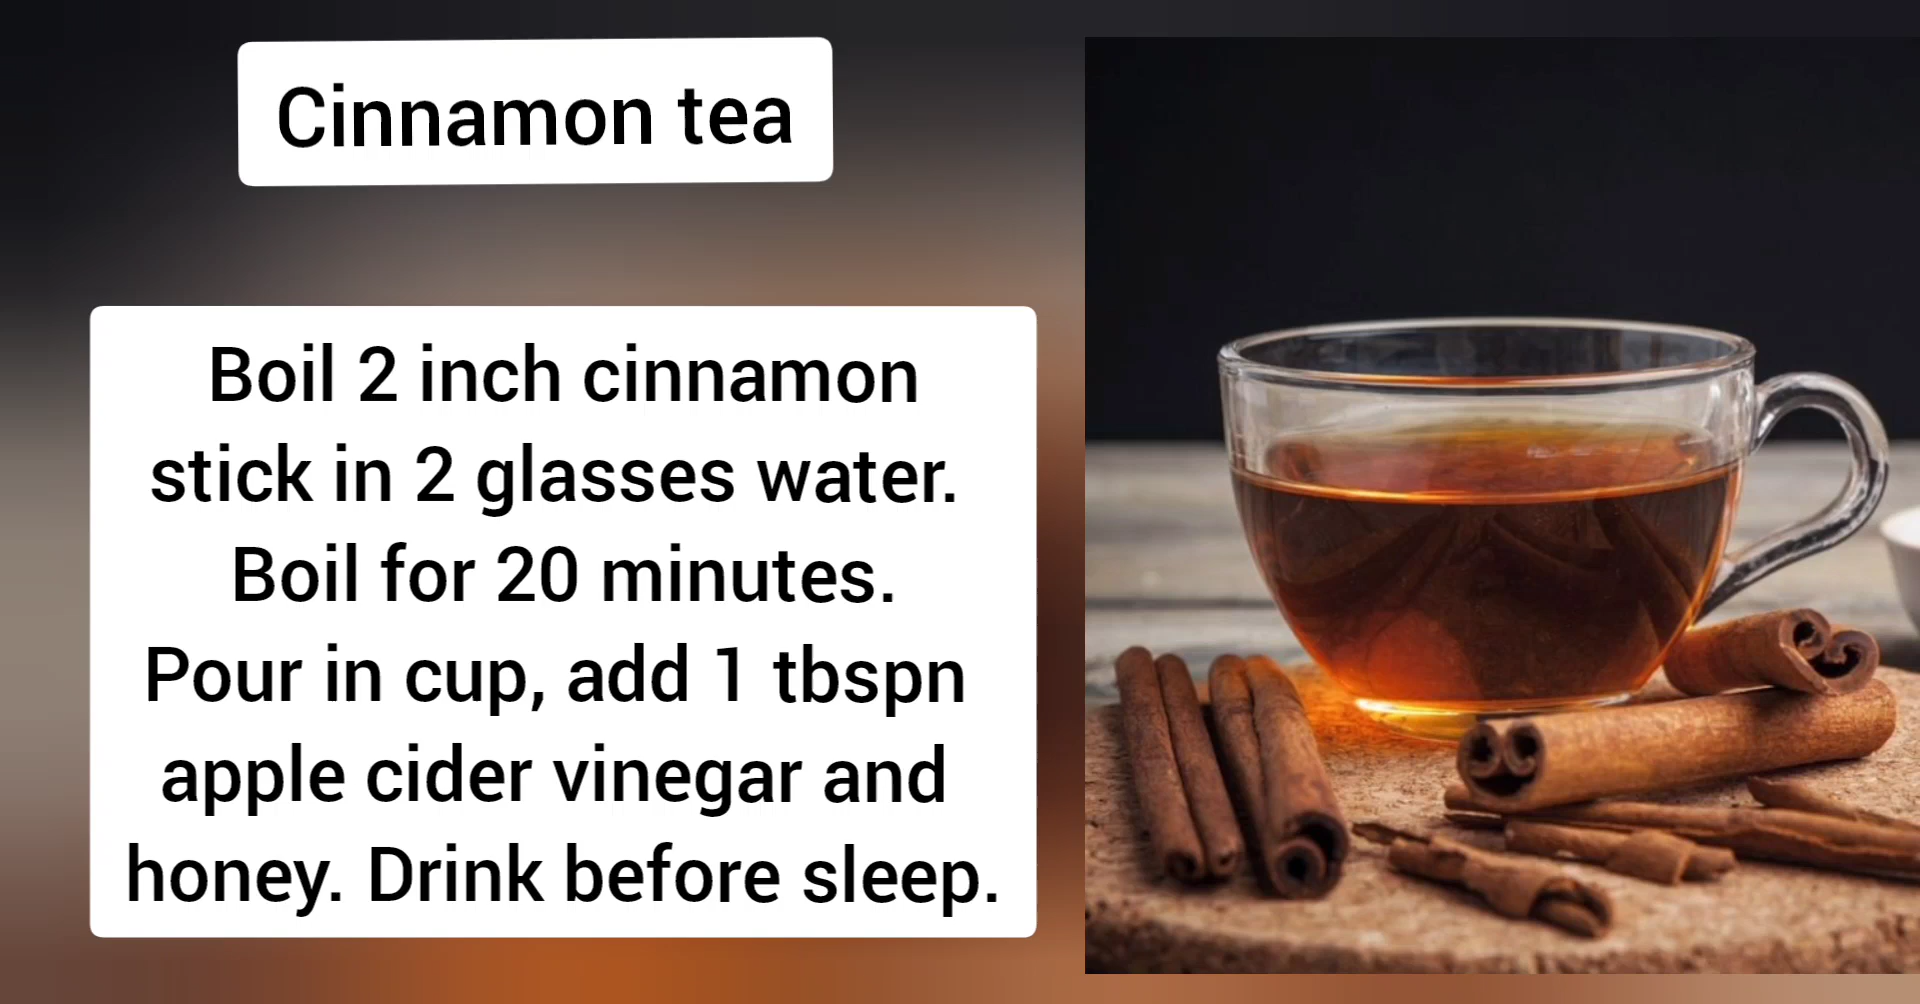 Cinnamon tea
Boil 2 inch cinnamon
stick in 2 glasses water.
Boil for 20 minutes.
Pour in cup, add 1 tbspn
apple cider vinegar and
honey. Drink before sleep.